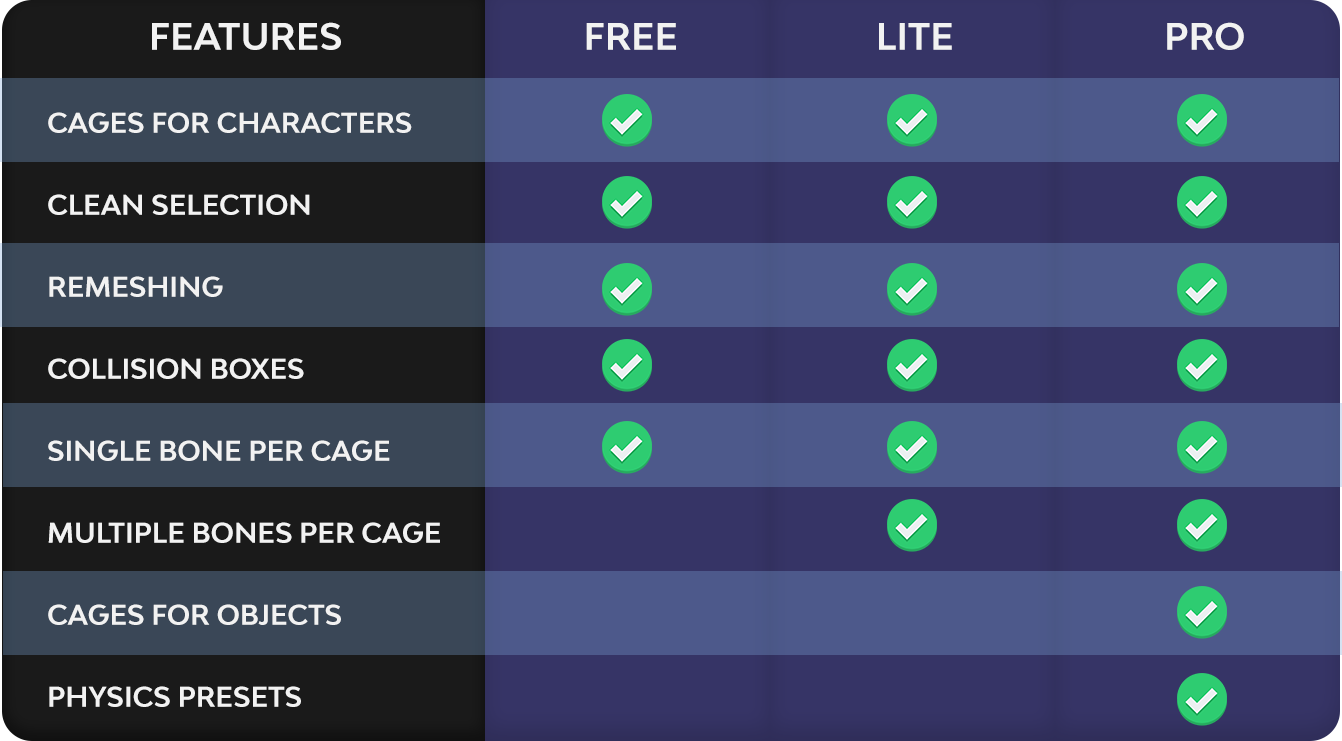 FEATURES FREE LITE PRO
CAGES FOR CHARACTERS
CLEAN SELECTION
REMESHING
COLLISION BOXES
SINGLE BONE PER CAGE
MULTIPLE BONES PER CAGE
CAGES FOR OBJECTS
PHYSICS PRESETS